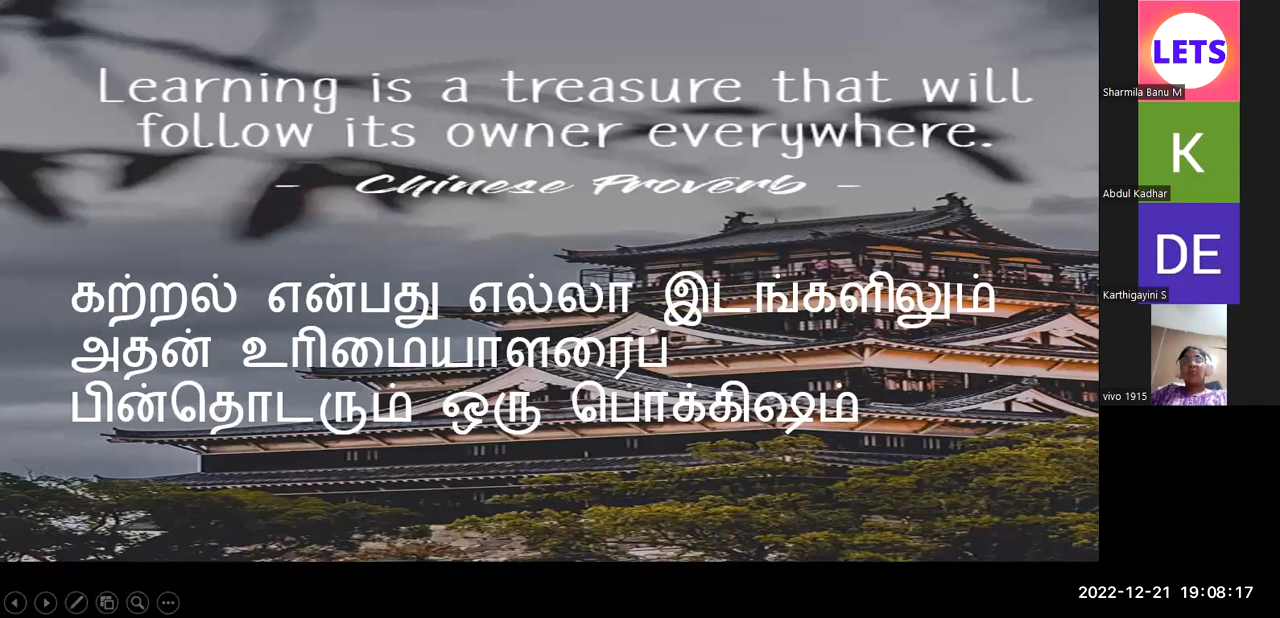 Learning is a treasure that will
follow its owner everywhere.
- Chinese Proverb -
கற்றல் என்பது எல்லா இடங்களிலும்
அதன் உரிமையாளரைப்
பின்தொடரும் ஒரு பொக்கிஷம்
LETS
Sharmila Banu M
K
Abdul Kadhar
DE
Karthigayini S
vivo 1915
2022-12-21 19:08:17